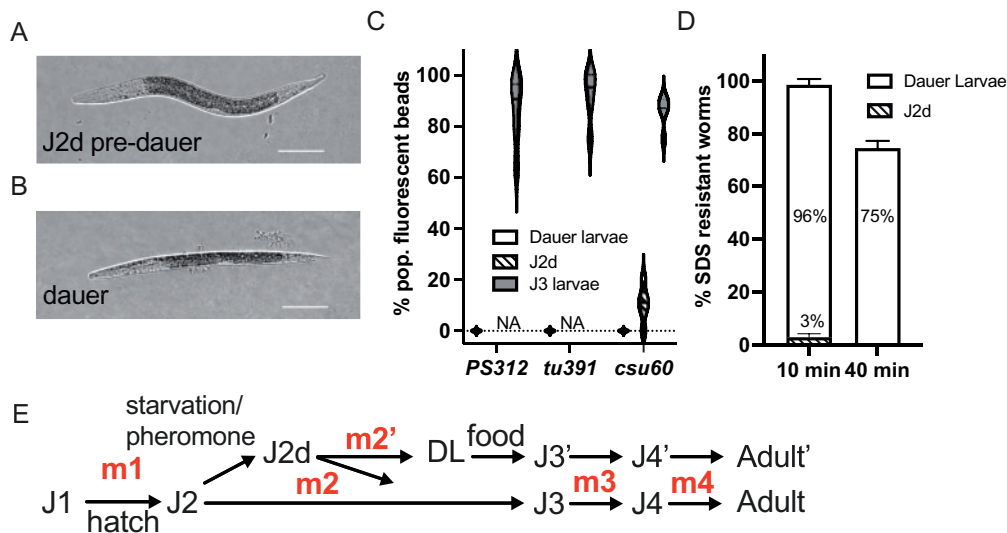 A
J2d pre-dauer
B
dauer
C
% pop. fluorescent beads
100
80
60
40
20
0
Dauer larvae
J2d
J3 larvae
NA
NA
PS312
tu391
csu60
D
% SDS resistant worms
100
80
60
40
20
0
Dauer Larvae
J2d
96%
3%
75%
10 min
40 min
E
starvation/
pheromone
J2d
m2’
DL
food
J3’
J4’
Adult’
m1
m2
m3
m4
J1
hatch
J2
J3
J4
Adult